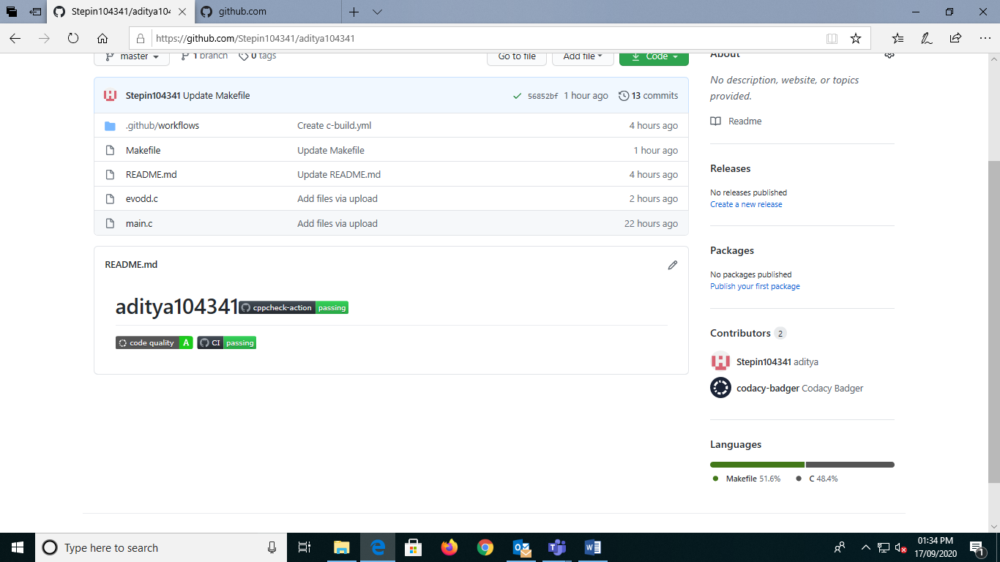 Stepin104341/aditya104
github.com
https://github.com/Stepin104341/aditya104341
master 1 branch 0 tags Go to file Add file Code
Stepin104341 Update Makefile 56852bf 1 hour ago 13 commits
.github/workflows Create c-build.yml 4 hours ago
Makefile Update Makefile 1 hour ago
README.md Update README.md 4 hours ago
evodd.c Add files via upload 2 hours ago
main.c Add files via upload 22 hours ago
README.md
aditya104341 cppcheck-action passing
code quality A CI passing
About
No description, website, or topics
provided.
Readme
Releases
No releases published
Create a new release
Packages
No packages published
Publish your first package
Contributors 2
Stepin104341 aditya
codacy-badger Codacy Badger
Languages
Makefile 51.6% C 48.4%
Type here to search
01:34 PM
17/09/2020
1